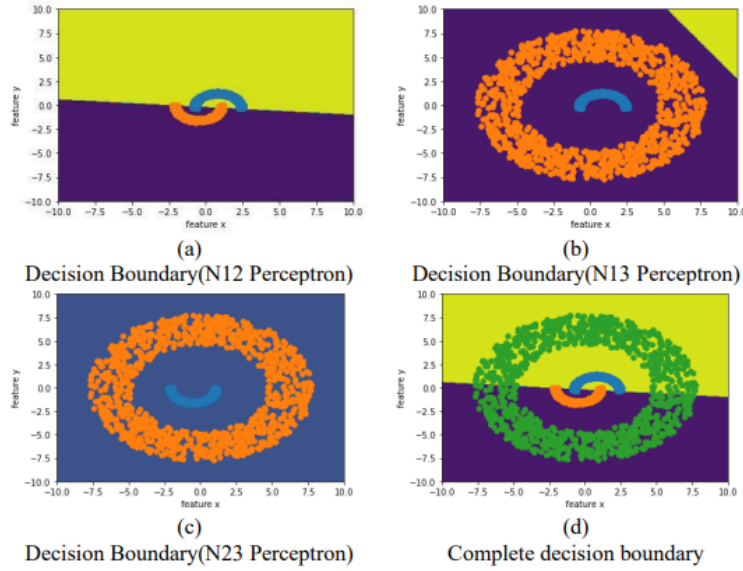 10.0
7.5
5.0
2.5
0.0
−2.5
−5.0
−7.5
−10.0
feature y
−10.0 −7.5 −5.0 −2.5 0.0 2.5 5.0 7.5 10.0
feature x
(a)
Decision Boundary(N12 Perceptron)
10.0
7.5
5.0
2.5
0.0
−2.5
−5.0
−7.5
−10.0
feature y
−10.0 −7.5 −5.0 −2.5 0.0 2.5 5.0 7.5 10.0
feature x
(b)
Decision Boundary(N13 Perceptron)
10.0
7.5
5.0
2.5
0.0
−2.5
−5.0
−7.5
−10.0
feature y
−10.0 −7.5 −5.0 −2.5 0.0 2.5 5.0 7.5 10.0
feature x
(c)
Decision Boundary(N23 Perceptron)
10.0
7.5
5.0
2.5
0.0
−2.5
−5.0
−7.5
−10.0
feature y
−10.0 −7.5 −5.0 −2.5 0.0 2.5 5.0 7.5 10.0
feature x
(d)
Complete decision boundary